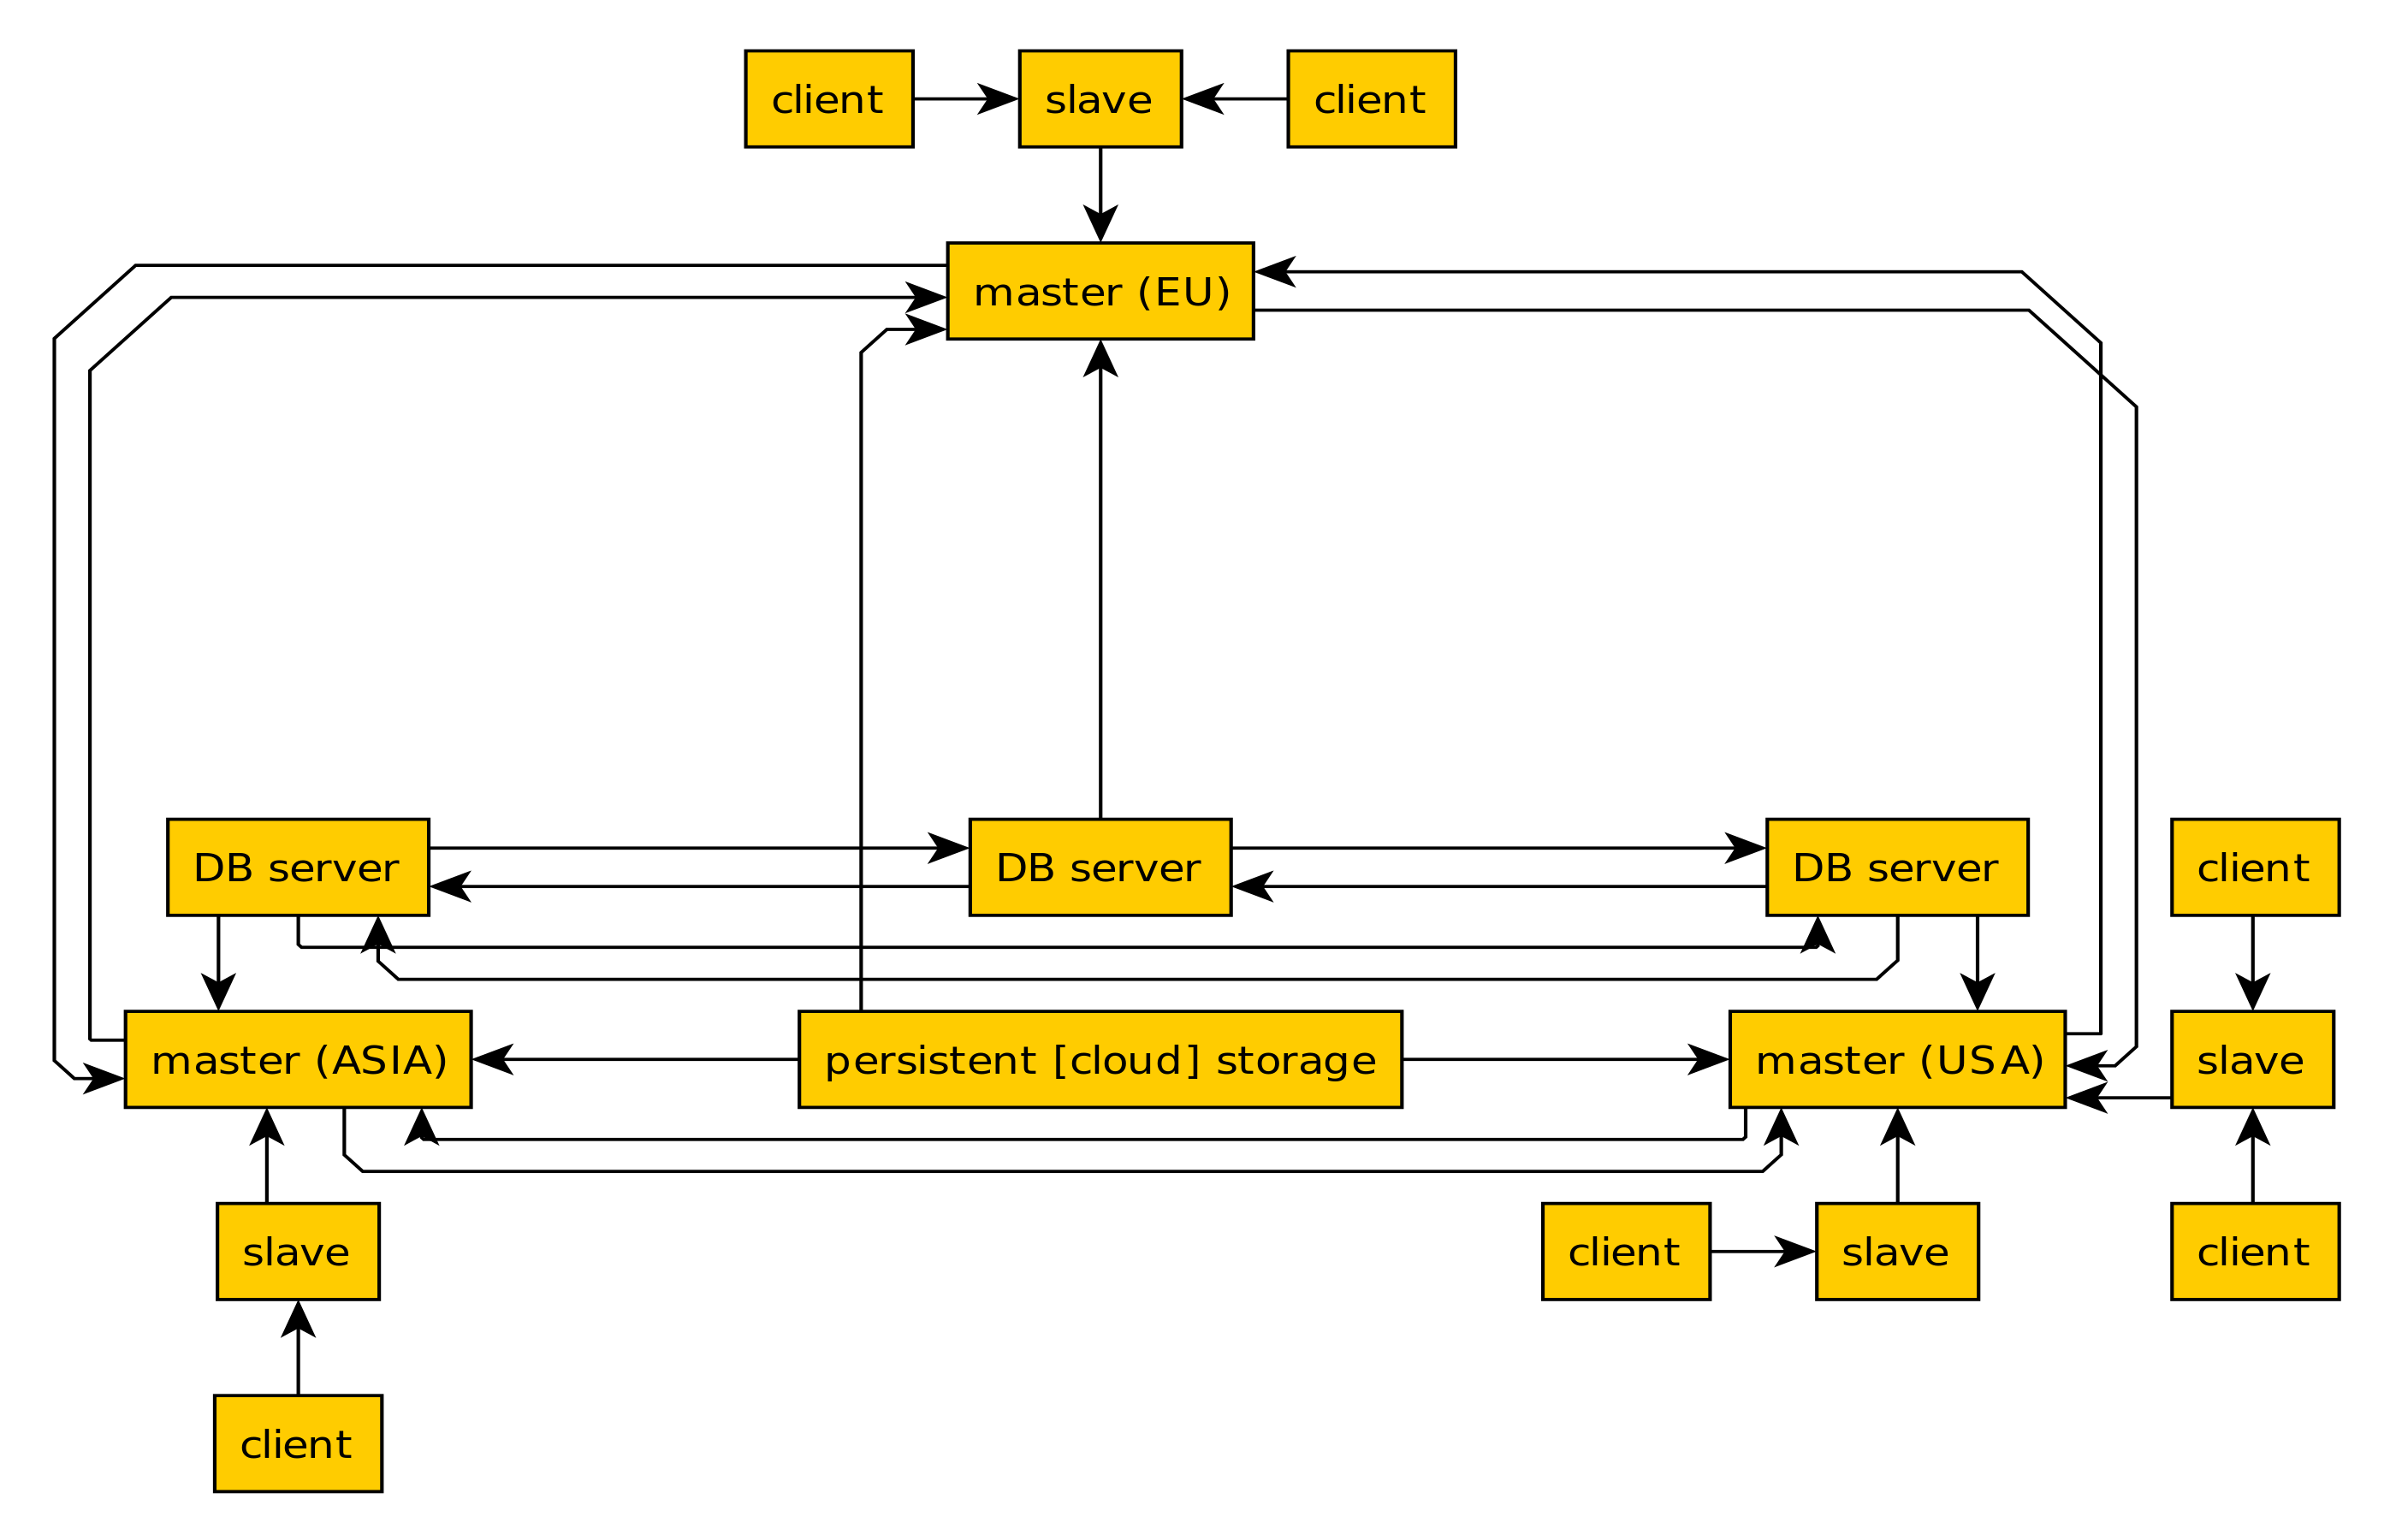 client
slave
client
master (EU)
DB server
DB server
DB server
client
master (ASIA)
persistent [cloud] storage
master (USA)
slave
slave
client
slave
client
client